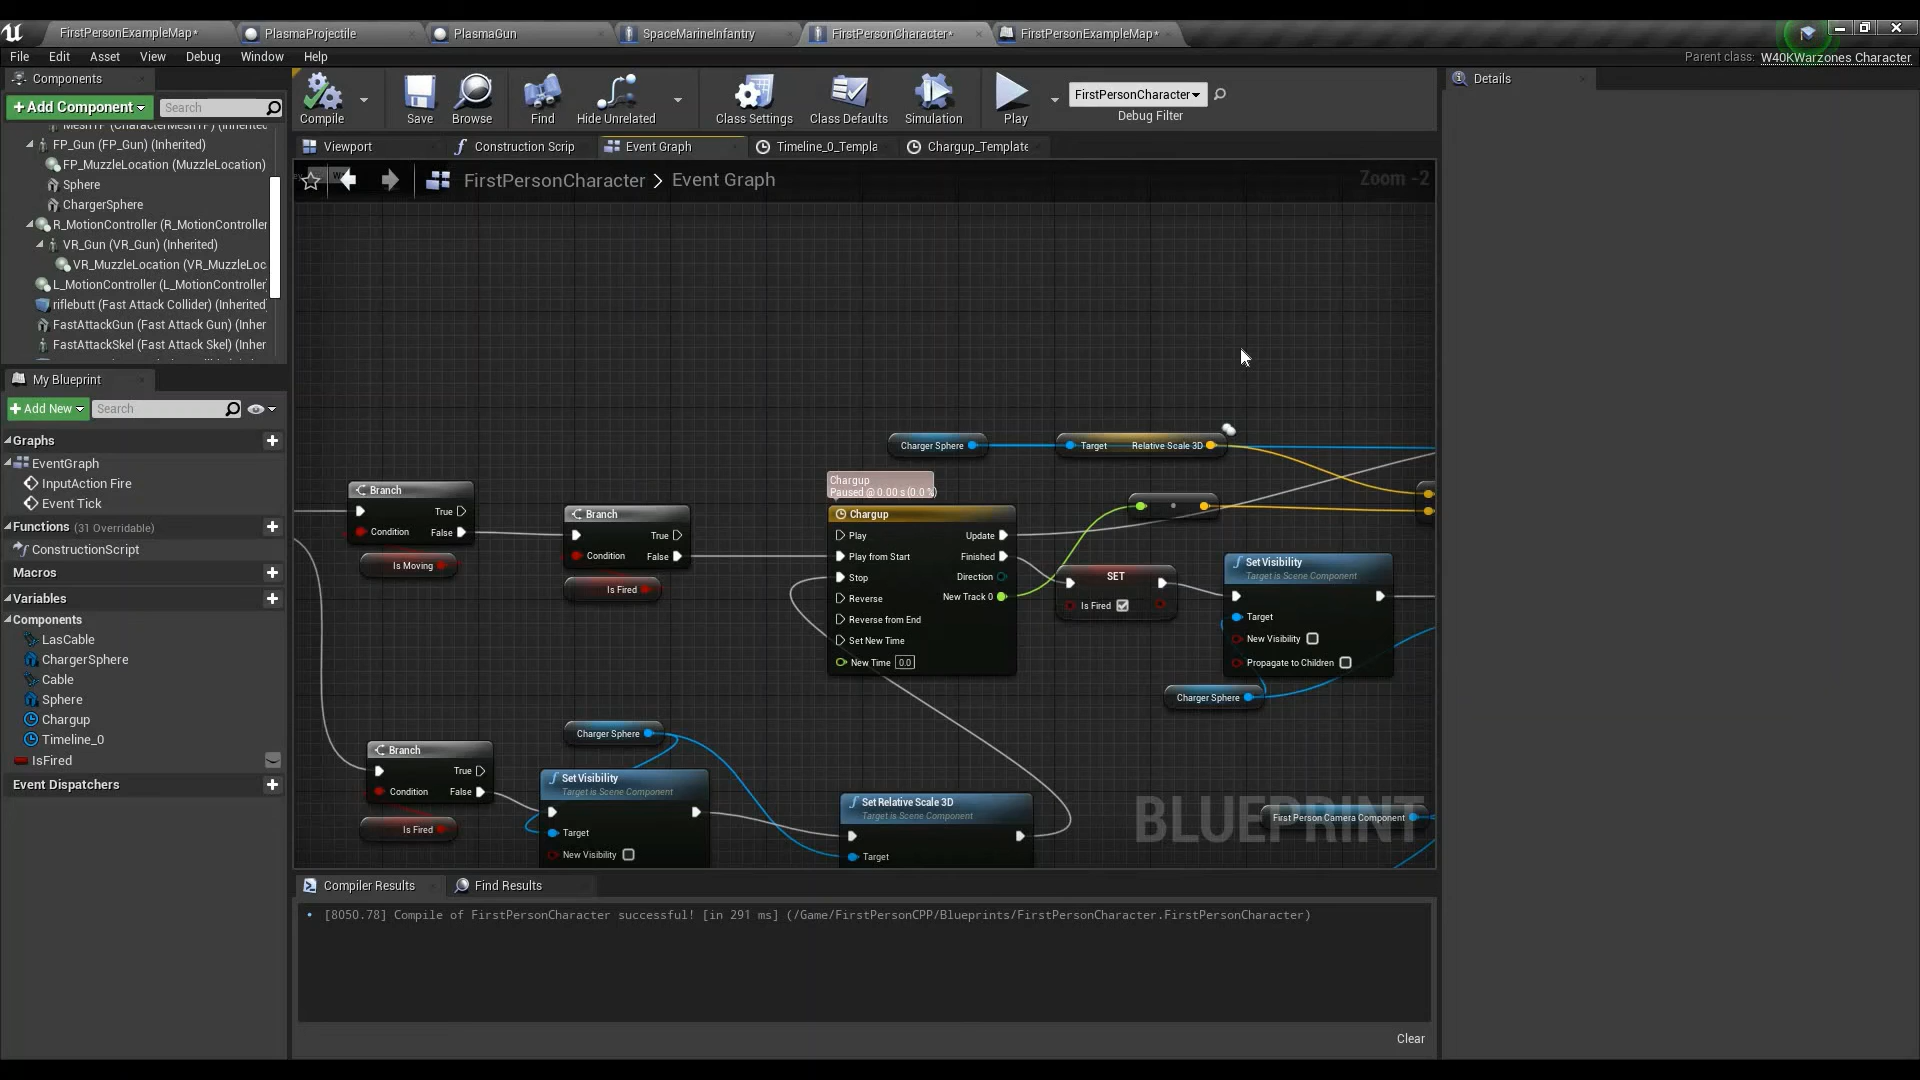 FirstPersonExampleMap*
PlasmaProjectile
PlasmaGun
SpaceMarineInfantry
FirstPersonCharacter*
FirstPersonExampleMap*
File Edit Asset View Debug Window Help
Parent class: W40KWarzones Character
Components
+Add Component
Search
FP_Gun (FP_Gun) (Inherited)
FP_MuzzleLocation (MuzzleLocation)
Sphere
ChargerSphere
R_MotionController (R_MotionController
VR_Gun (VR_Gun) (Inherited)
VR_MuzzleLocation (VR_MuzzleLoc
L_MotionController (L_MotionController
riflebutt (Fast Attack Collider) (Inherited
FastAttackGun (Fast Attack Gun) (Inher
FastAttackSkel (Fast Attack Skel) (Inher
My Blueprint
+Add New
Search
Graphs
EventGraph
InputAction Fire
Event Tick
Functions (31 Overridable)
ConstructionScript
Macros
Variables
Components
LasCable
ChargerSphere
Cable
Sphere
Chargup
Timeline_0
IsFired
Event Dispatchers
Compile
Save
Browse
Find
Hide Unrelated
Class Settings
Class Defaults
Simulation
Play
FirstPersonCharacter
Debug Filter
Viewport
Construction Scrip
Event Graph
Timeline_0_Templa
Chargup_Template
FirstPersonCharacter > Event Graph
Zoom -2
Charger Sphere
Target Relative Scale 3D
Chargup
Paused @ 0.00 s (0.0 %)
Branch
True
Condition False
Is Moving
Branch
True
Condition False
Is Fired
Chargup
Play Update
Play from Start Finished
Stop Direction
Reverse New Track 0
Reverse from End
Set New Time
New Time 0.0
SET
Is Fired
Set Visibility
Target is Scene Component
Target
New Visibility
Propagate to Children
Charger Sphere
Charger Sphere
Branch
True
Condition False
Is Fired
Set Visibility
Target is Scene Component
Target
New Visibility
Set Relative Scale 3D
Target is Scene Component
Target
First Person Camera Component
BLUEPRINT
Compiler Results
Find Results
[8050.78] Compile of FirstPersonCharacter successful! [in 291 ms] (/Game/FirstPersonCPP/Blueprints/FirstPersonCharacter.FirstPersonCharacter)
Clear
Details